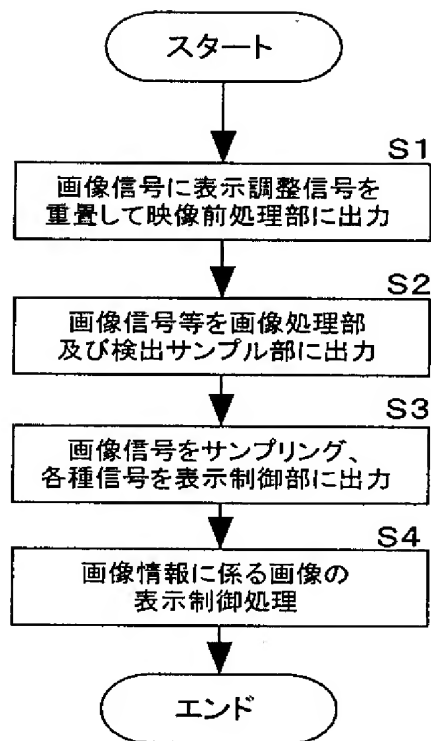 スタート
S1
画像信号に表示調整信号を
重畳して映像前処理部に出力
S2
画像信号等を画像処理部
及び検出サンプル部に出力
S3
画像信号をサンプリング、
各種信号を表示制御部に出力
S4
画像情報に係る画像の
表示制御処理
エンド